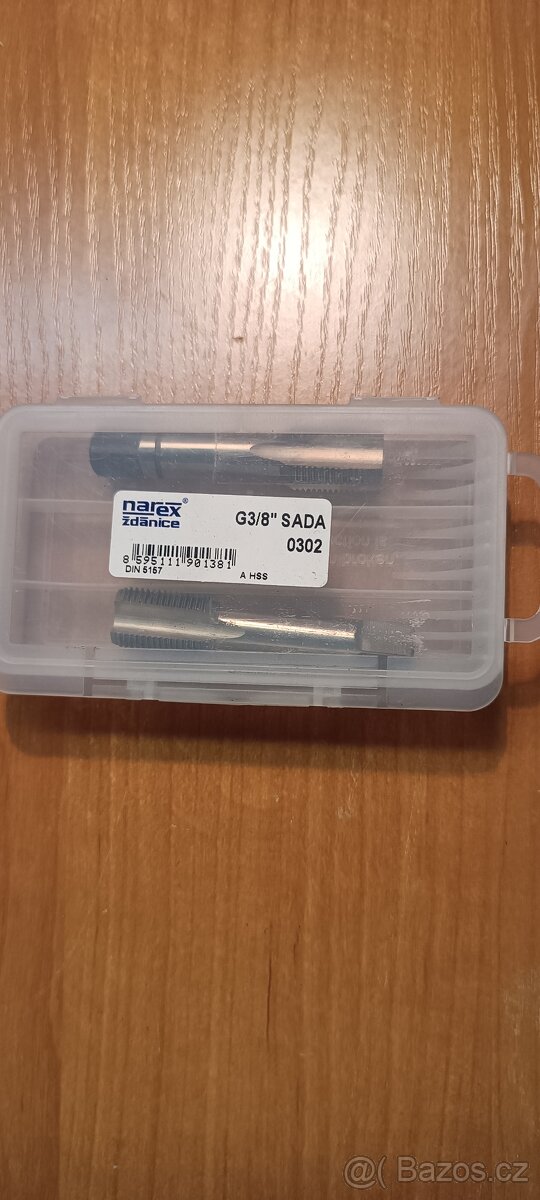 narex®
ždánice
G3/8" SADA
0302
8 595111 901381
DIN 5157
A HSS
@( Bazos.cz